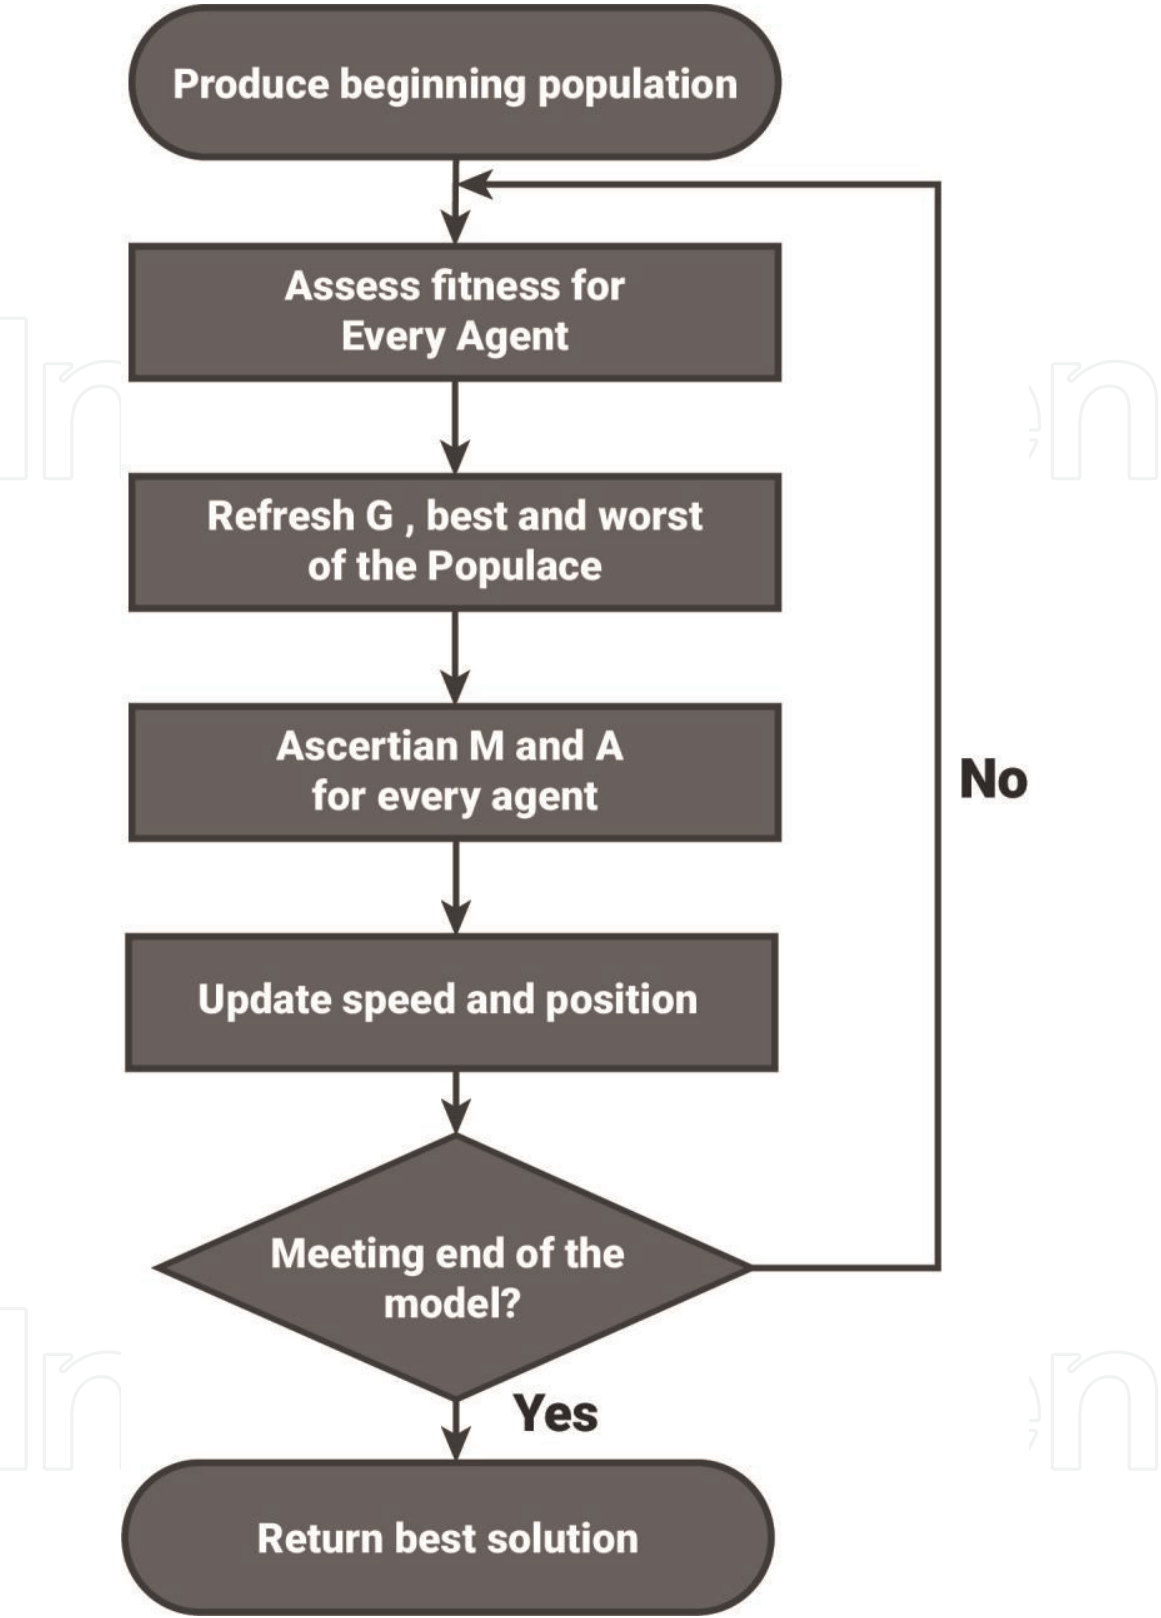 Produce beginning population
Assess fitness for
Every Agent
Refresh G , best and worst
of the Populace
Ascertian M and A
for every agent
No
Update speed and position
Meeting end of the
model?
Yes
Return best solution